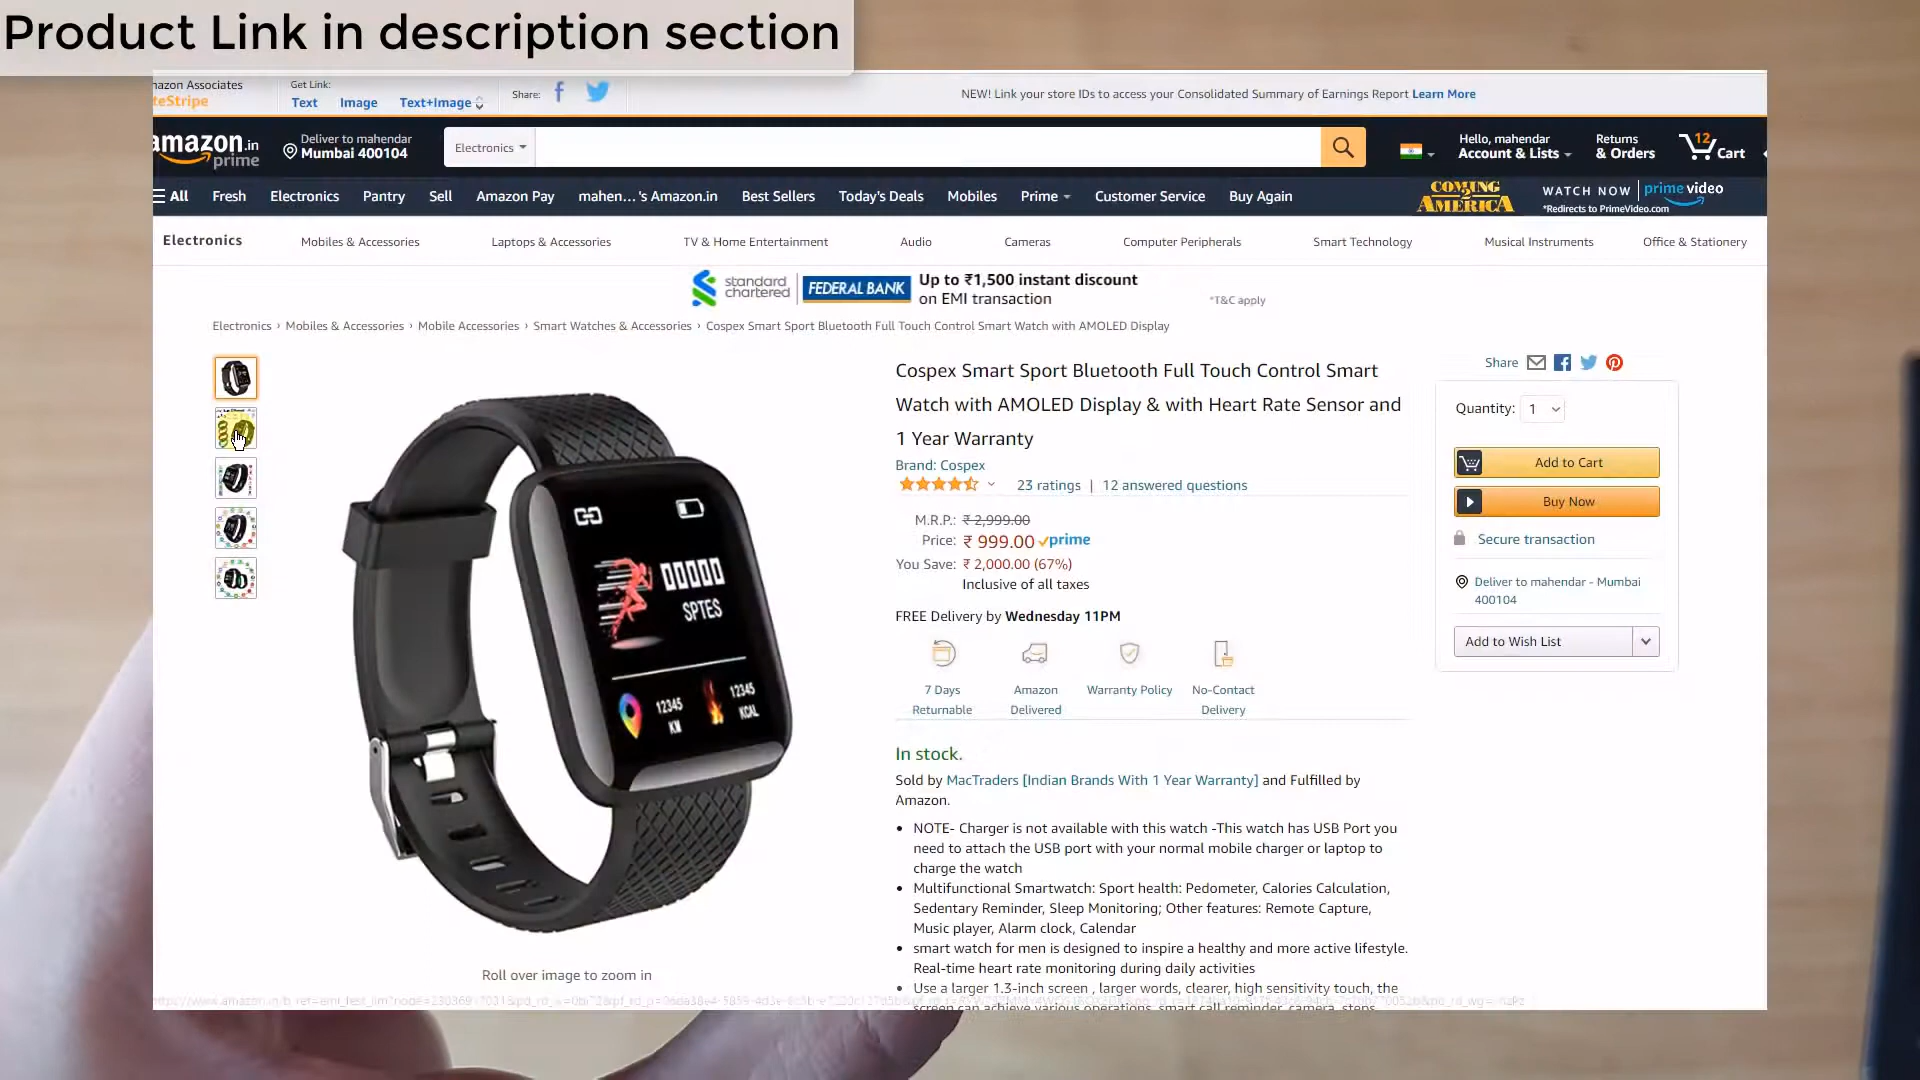 Product Link in description section
mazon Associates
teStripe
Get Link:
Text Image Text+Image
Share:
NEW! Link your store IDs to access your Consolidated Summary of Earnings Report Learn More
amazon.in
prime
Deliver to mahendar
Mumbai 400104
Electronics
Hello, mahendar
Account & Lists
Returns
& Orders
12
Cart
All Fresh Electronics Pantry Sell Amazon Pay mahen... 's Amazon.in Best Sellers Today's Deals Mobiles Prime Customer Service Buy Again
COMING
2
AMERICA
WATCH NOW prime video
*Redirects to PrimeVideo.com
Electronics Mobiles & Accessories Laptops & Accessories TV & Home Entertainment Audio Cameras Computer Peripherals Smart Technology Musical Instruments Office & Stationery
standard
chartered
FEDERAL BANK
Up to ₹1,500 instant discount
on EMI transaction
*T&C apply
Electronics › Mobiles & Accessories › Mobile Accessories › Smart Watches & Accessories › Cospex Smart Sport Bluetooth Full Touch Control Smart Watch with AMOLED Display
00000
SPTES
12345
KM
12345
KCAL
Roll over image to zoom in
Cospex Smart Sport Bluetooth Full Touch Control Smart
Watch with AMOLED Display & with Heart Rate Sensor and
1 Year Warranty
Brand: Cospex
23 ratings | 12 answered questions
M.R.P.: ₹ 2,999.00
Price: ₹ 999.00 prime
You Save: ₹ 2,000.00 (67%)
Inclusive of all taxes
FREE Delivery by Wednesday 11PM
7 Days
Returnable
Amazon
Delivered
Warranty Policy
No-Contact
Delivery
In stock.
Sold by MacTraders [Indian Brands With 1 Year Warranty] and Fulfilled by
Amazon.
• NOTE- Charger is not available with this watch -This watch has USB Port you
need to attach the USB port with your normal mobile charger or laptop to
charge the watch
• Multifunctional Smartwatch: Sport health: Pedometer, Calories Calculation,
Sedentary Reminder, Sleep Monitoring; Other features: Remote Capture,
Music player, Alarm clock, Calendar
• smart watch for men is designed to inspire a healthy and more active lifestyle.
Real-time heart rate monitoring during daily activities
• Use a larger 1.3-inch screen , larger words, clearer, high sensitivity touch, the
screen can achieve various operations, smart call reminder, camera, steps,
Share
Quantity: 1
Add to Cart
Buy Now
Secure transaction
Deliver to mahendar - Mumbai
400104
Add to Wish List